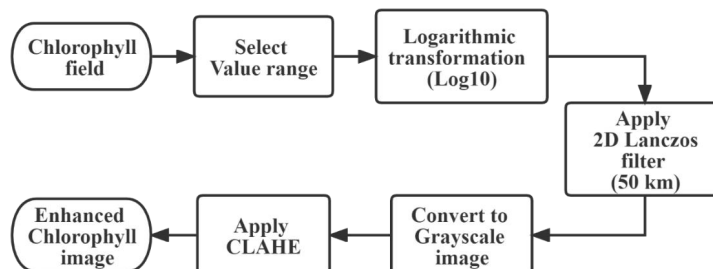 Chlorophyll
field
Select
Value range
Logarithmic
transformation
(Log10)
Apply
2D Lanczos
filter
(50 km)
Convert to
Grayscale
image
Apply
CLAHE
Enhanced
Chlorophyll
image